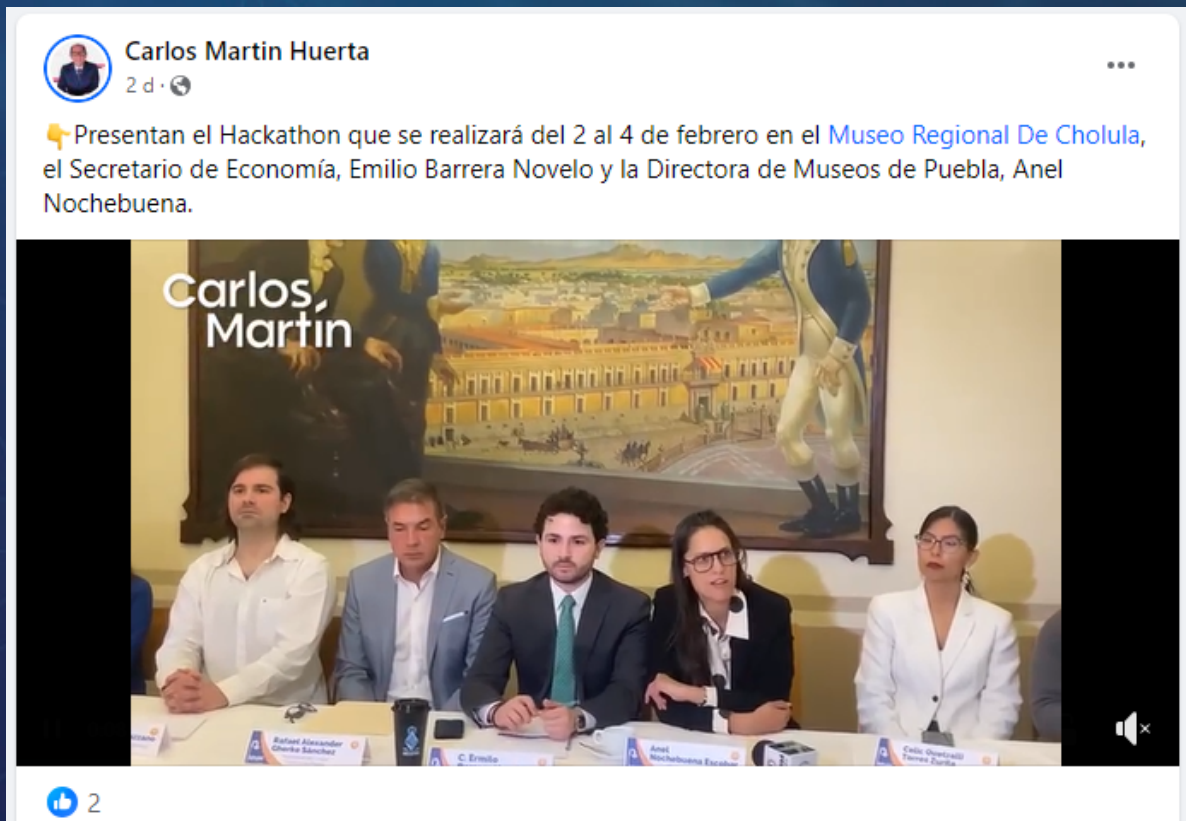 Carlos Martin Huerta
2 d ·
👇Presentan el Hackathon que se realizará del 2 al 4 de febrero en el Museo Regional De Cholula,
el Secretario de Economía, Emilio Barrera Novelo y la Directora de Museos de Puebla, Anel
Nochebuena.
Carlos
Martín
Rafael Alexander
Gherke Sánchez
C. Ermilo
Anel
Nochebuena Escobar
Celic Quetzalli
Torres Zurita
2